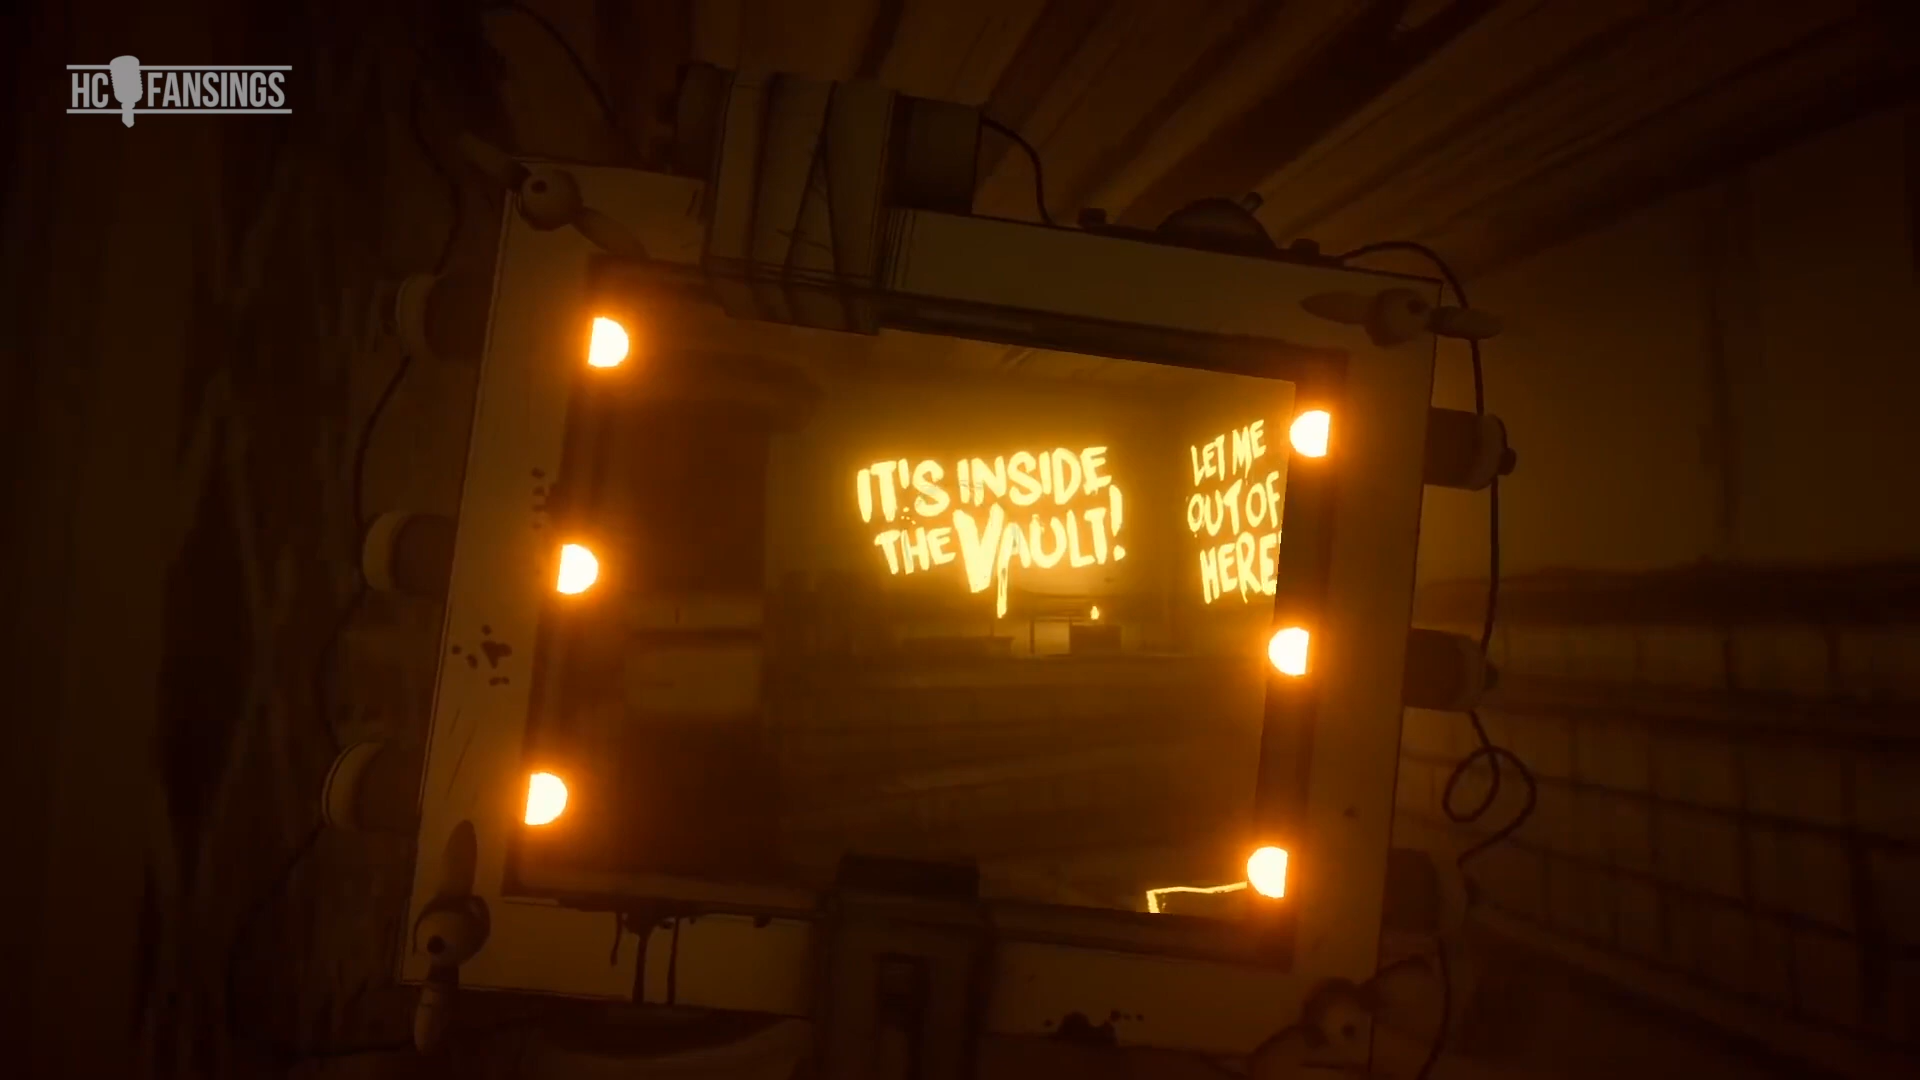 HC FANSINGS
IT'S INSIDE
THE VAULT!
LET ME
OUT OF
HERE